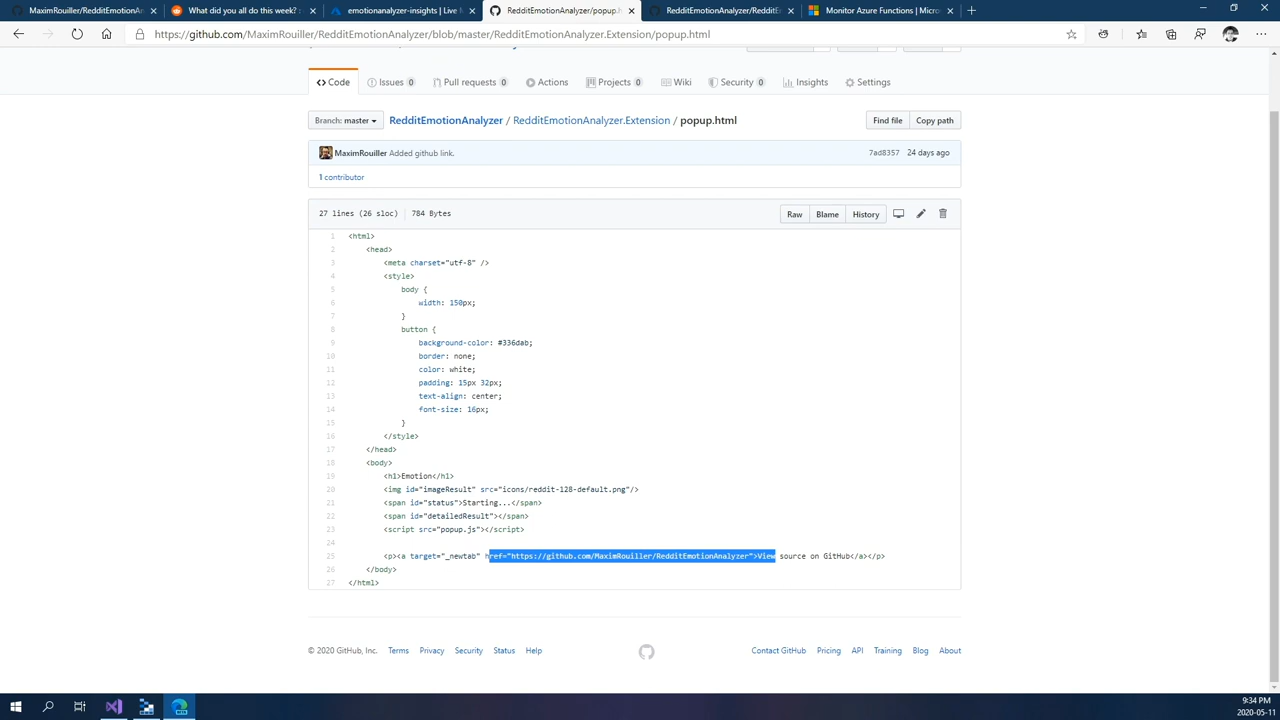 MaximRouiller/RedditEmotionAnal
What did you all do this week? :
emotionanalyzer-insights | Live M
RedditEmotionAnalyzer/popup.h
RedditEmotionAnalyzer/RedditE
Monitor Azure Functions | Micros
https://github.com/MaximRouiller/RedditEmotionAnalyzer/blob/master/RedditEmotionAnalyzer.Extension/popup.html
Code
Issues 0
Pull requests 0
Actions
Projects 0
Wiki
Security 0
Insights
Settings
Branch: master
RedditEmotionAnalyzer / RedditEmotionAnalyzer.Extension / popup.html
Find file
Copy path
MaximRouiller Added github link.
7ad8357 24 days ago
1 contributor
27 lines (26 sloc) 784 Bytes
Raw
Blame
History
1 <html>
2 <head>
3 <meta charset="utf-8" />
4 <style>
5 body {
6 width: 150px;
7 }
8 button {
9 background-color: #336dab;
10 border: none;
11 color: white;
12 padding: 15px 32px;
13 text-align: center;
14 font-size: 16px;
15 }
16 </style>
17 </head>
18 <body>
19 <h1>Emotion</h1>
20 <img id="imageResult" src="icons/reddit-128-default.png"/>
21 <span id="status">Starting...</span>
22 <span id="detailedResult"></span>
23 <script src="popup.js"></script>
24
25 <p><a target="_newtab" href="https://github.com/MaximRouiller/RedditEmotionAnalyzer">View source on GitHub</a></p>
26 </body>
27 </html>
© 2020 GitHub, Inc.
Terms
Privacy
Security
Status
Help
Contact GitHub
Pricing
API
Training
Blog
About
9:34 PM
2020-05-11